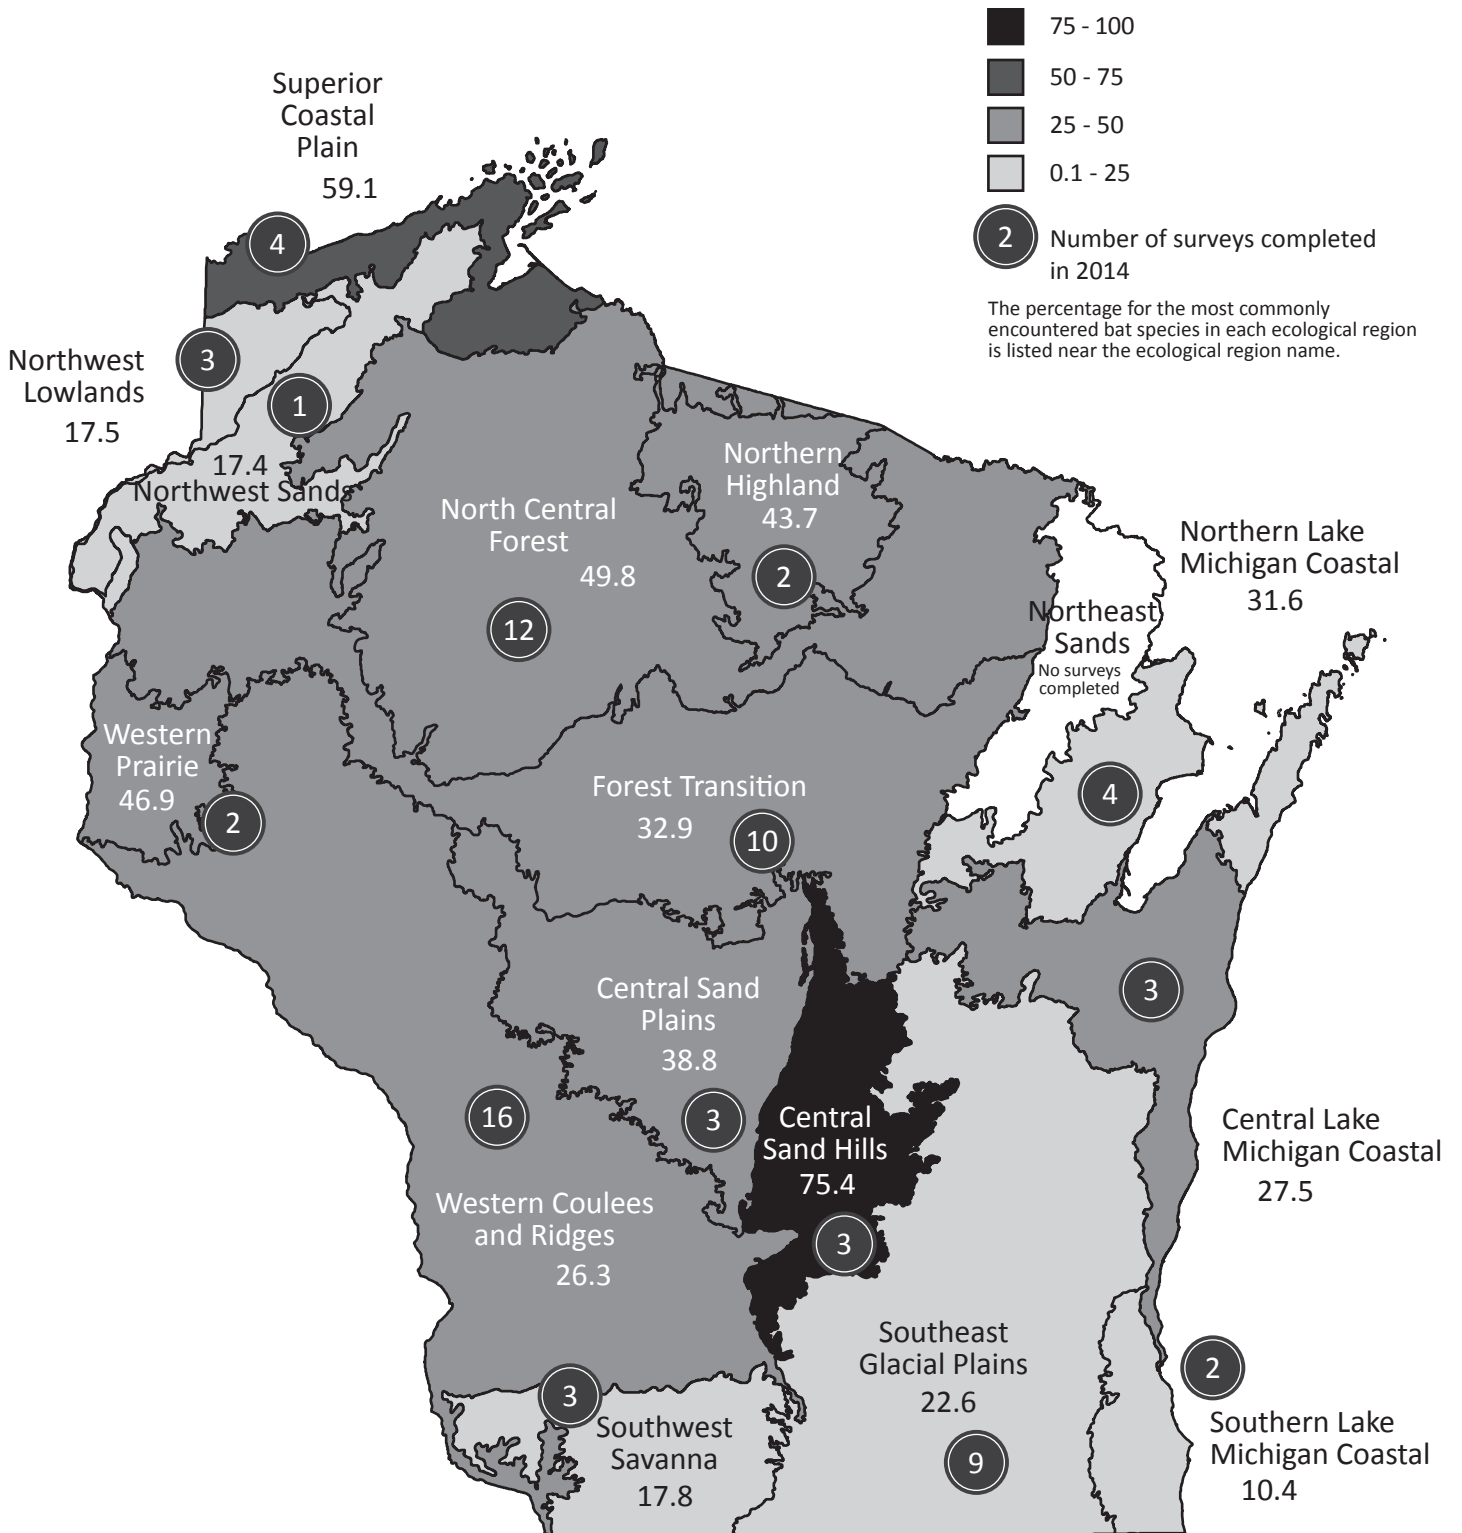 75 - 100
50 - 75
25 - 50
0.1 - 25
2
Number of surveys completed
in 2014
The percentage for the most commonly
encountered bat species in each ecological region
is listed near the ecological region name.
Superior
Coastal
Plain
59.1
4
Northwest
Lowlands
17.5
3
1
17.4
Northwest Sands
North Central
Forest
49.8
12
Northern
Highland
43.7
2
Northeast
Sands
No surveys
completed
Northern Lake
Michigan Coastal
31.6
4
Western
Prairie
46.9
2
Forest Transition
32.9
10
Central Sand
Plains
38.8
3
Central
Sand Hills
75.4
3
3
Central Lake
Michigan Coastal
27.5
16
Western Coulees
and Ridges
26.3
Southeast
Glacial Plains
22.6
9
2
Southern Lake
Michigan Coastal
10.4
3
Southwest
Savanna
17.8